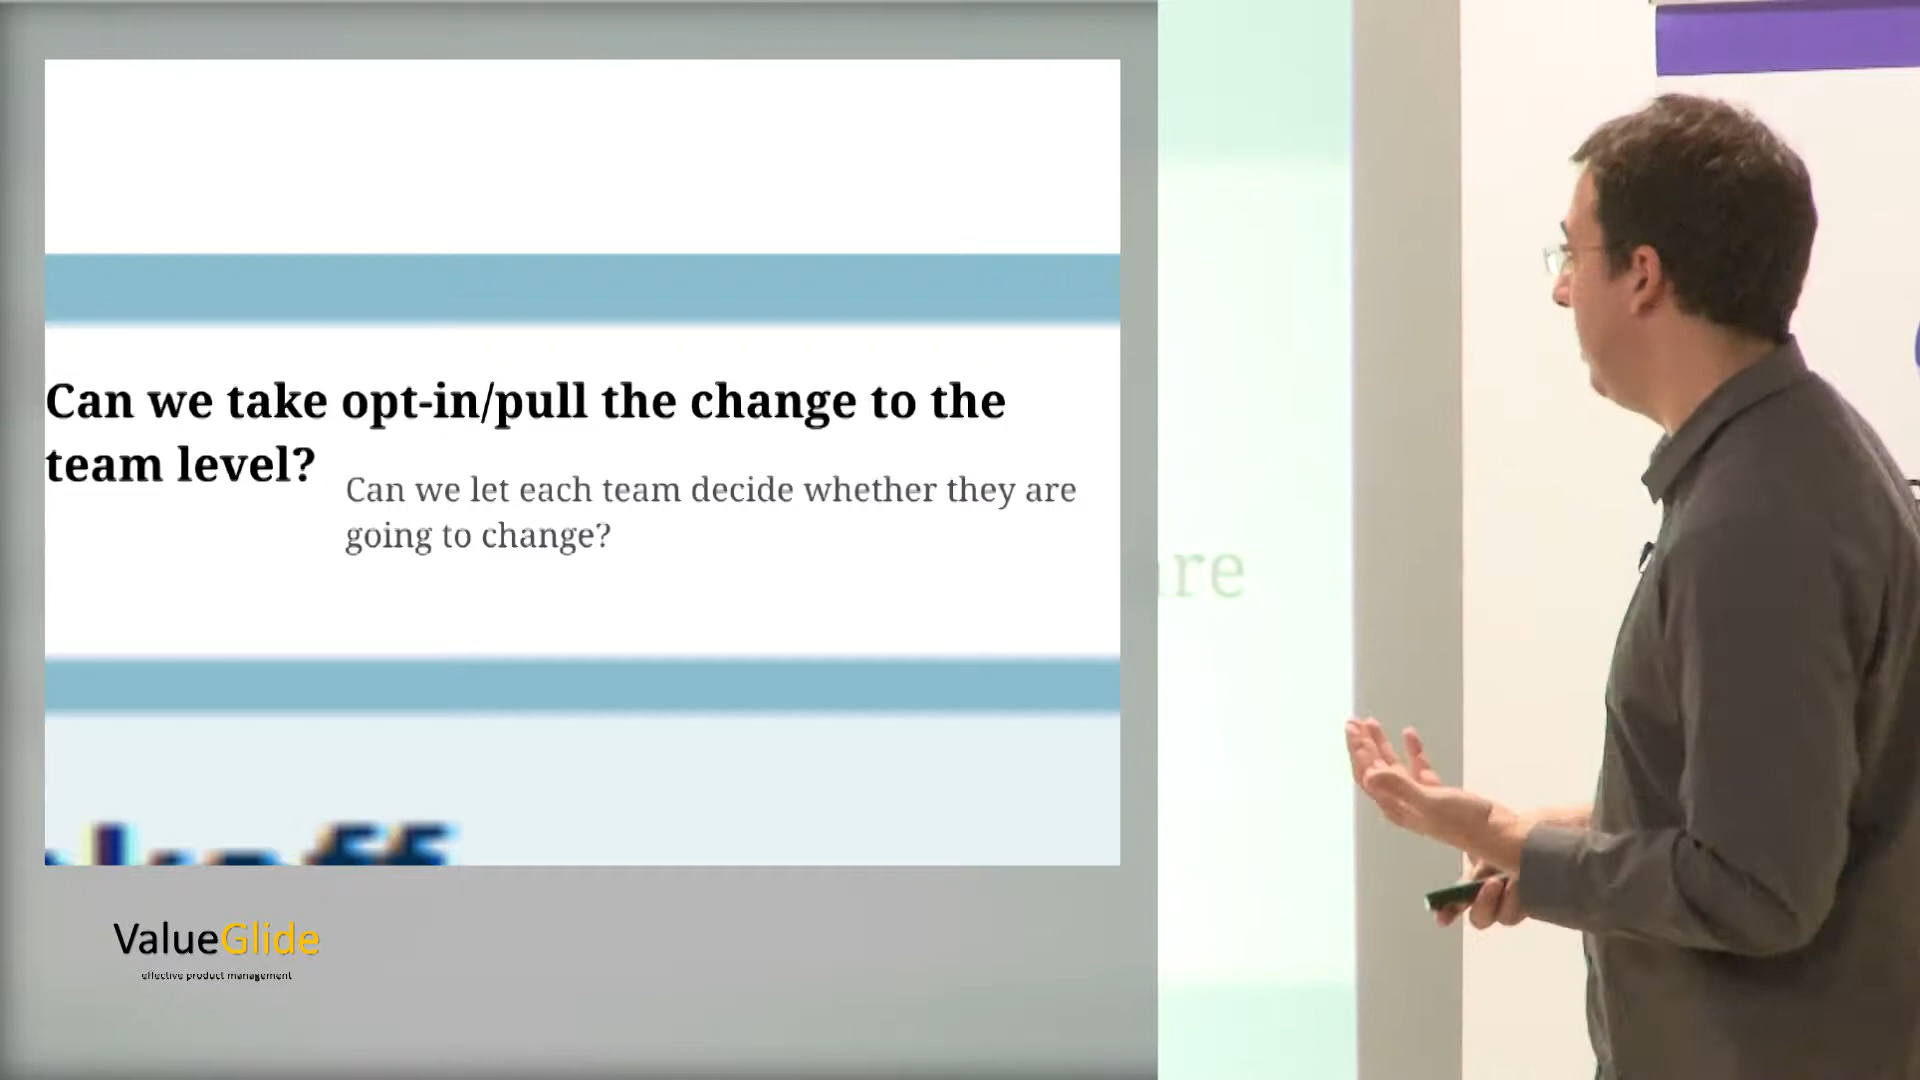 Can we take opt-in/pull the change to the
team level?
Can we let each team decide whether they are
going to change?
are
ValueGlide
effective product management